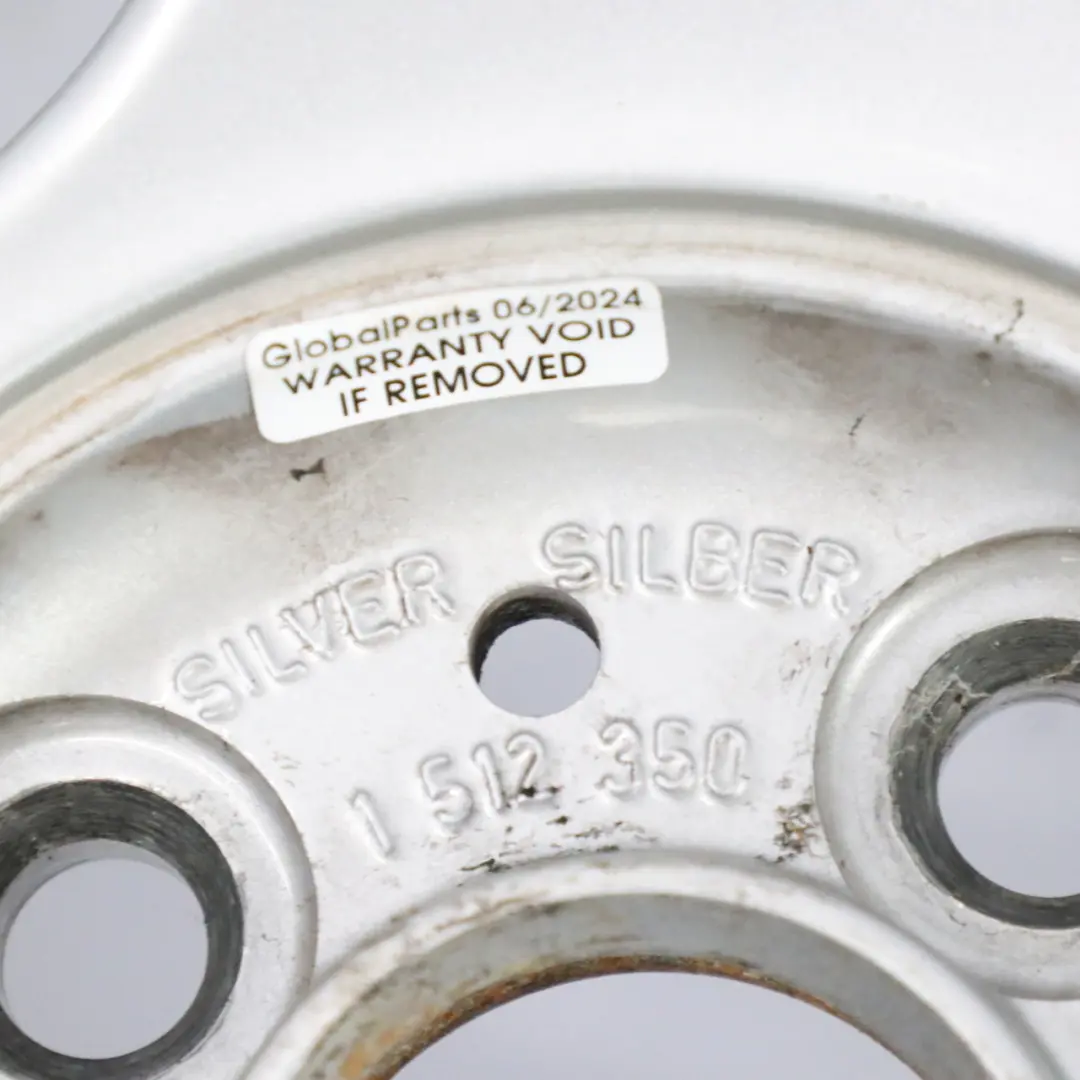 GlobalParts 06/2024
WARRANTY VOID
IF REMOVED
SILVER SILBER
1 512 350